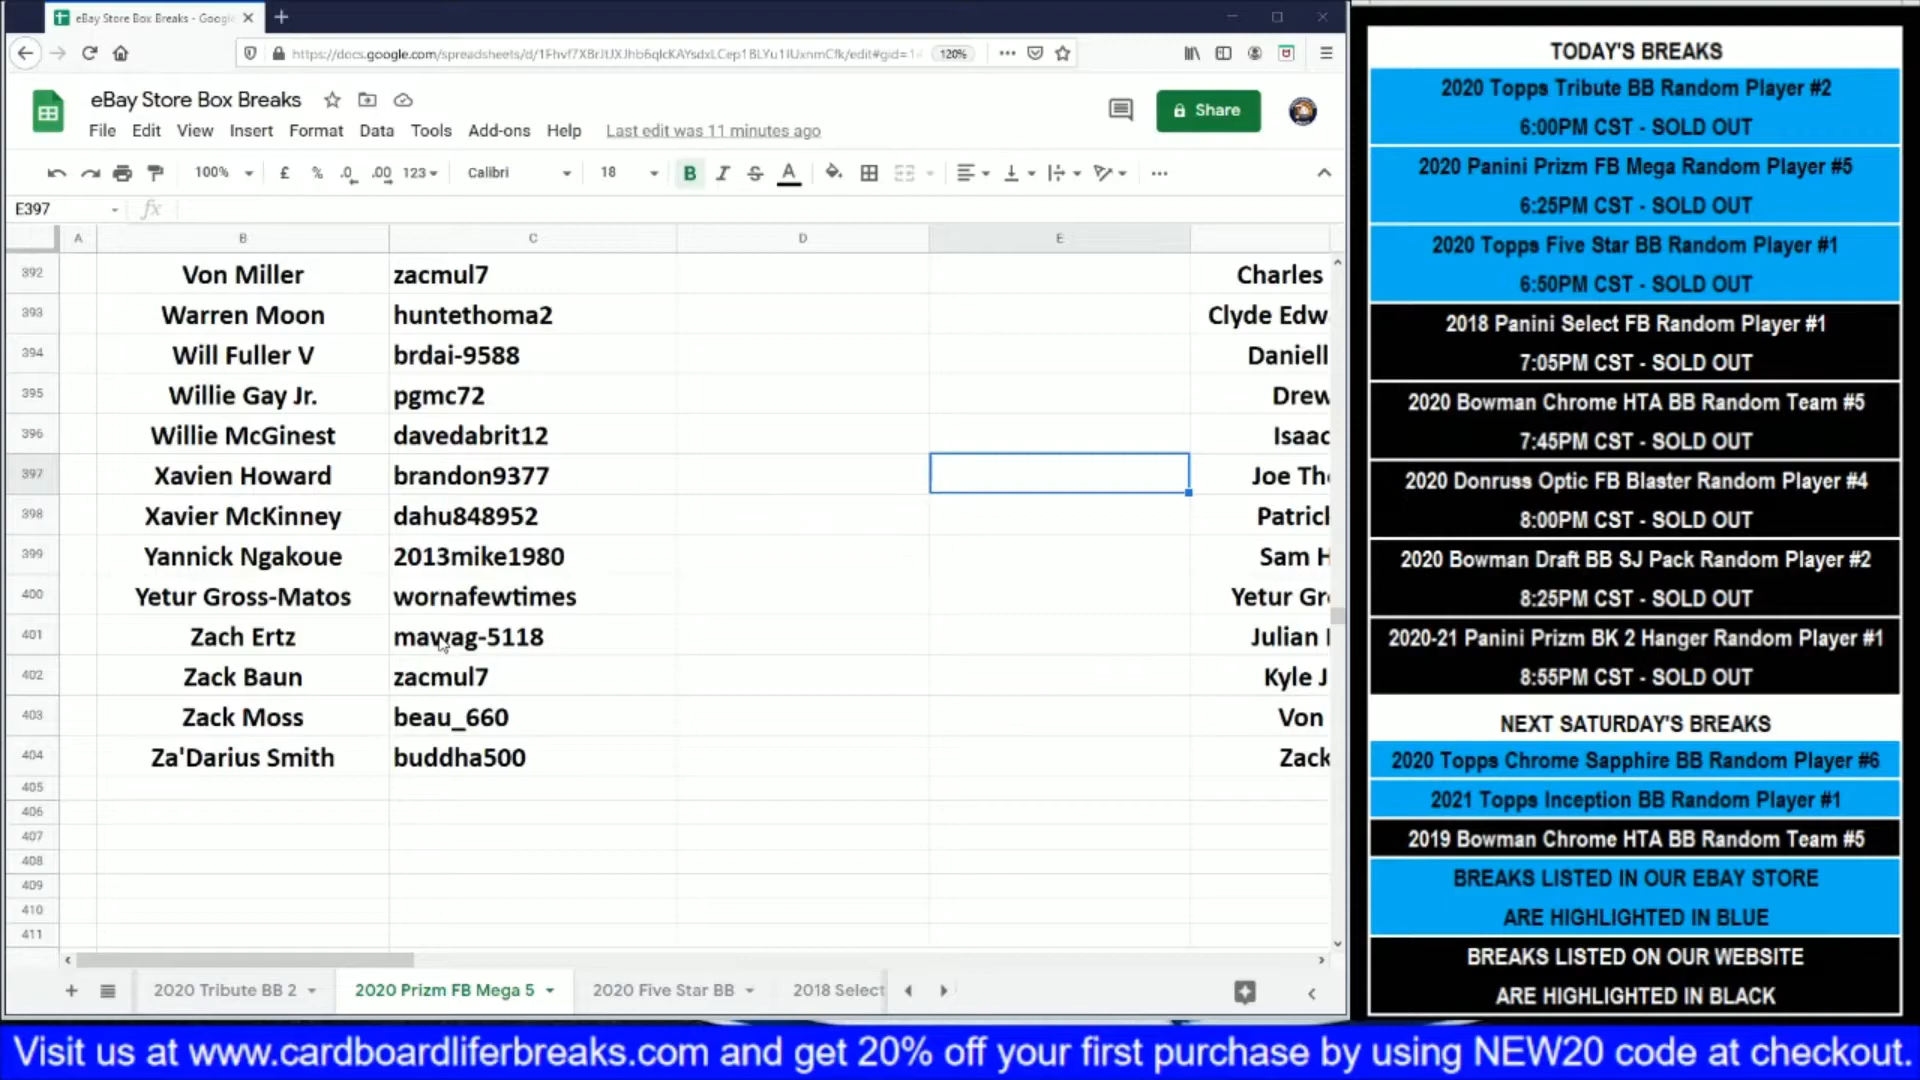 eBay Store Box Breaks - Googl
120%
eBay Store Box Breaks
Share
File Edit View Insert Format Data Tools Add-ons Help Last edit was 11 minutes ago
100% £ % .0 .00 123 Calibri 18 B I S A
E397 fx
A B C D E
392 Von Miller zacmul7 Charles
393 Warren Moon huntethoma2 Clyde Edw
394 Will Fuller V brdai-9588 Daniell
395 Willie Gay Jr. pgmc72 Drew
396 Willie McGinest davedabrit12 Isaac
397 Xavien Howard brandon9377 Joe Th
398 Xavier McKinney dahu848952 Patrick
399 Yannick Ngakoue 2013mike1980 Sam H
400 Yetur Gross-Matos wornafewtimes Yetur Gr
401 Zach Ertz mawag-5118 Julian
402 Zack Baun zacmul7 Kyle J
403 Zack Moss beau_660 Von
404 Za'Darius Smith buddha500 Zack
405
406
407
408
409
410
411
2020 Tribute BB 2 2020 Prizm FB Mega 5 2020 Five Star BB 2018 Select
TODAY'S BREAKS
2020 Topps Tribute BB Random Player #2
6:00PM CST - SOLD OUT
2020 Panini Prizm FB Mega Random Player #5
6:25PM CST - SOLD OUT
2020 Topps Five Star BB Random Player #1
6:50PM CST - SOLD OUT
2018 Panini Select FB Random Player #1
7:05PM CST - SOLD OUT
2020 Bowman Chrome HTA BB Random Team #5
7:45PM CST - SOLD OUT
2020 Donruss Optic FB Blaster Random Player #4
8:00PM CST - SOLD OUT
2020 Bowman Draft BB SJ Pack Random Player #2
8:25PM CST - SOLD OUT
2020-21 Panini Prizm BK 2 Hanger Random Player #1
8:55PM CST - SOLD OUT
NEXT SATURDAY'S BREAKS
2020 Topps Chrome Sapphire BB Random Player #6
2021 Topps Inception BB Random Player #1
2019 Bowman Chrome HTA BB Random Team #5
BREAKS LISTED IN OUR EBAY STORE
ARE HIGHLIGHTED IN BLUE
BREAKS LISTED ON OUR WEBSITE
ARE HIGHLIGHTED IN BLACK
Visit us at www.cardboardliferbreaks.com and get 20% off your first purchase by using NEW20 code at checkout.